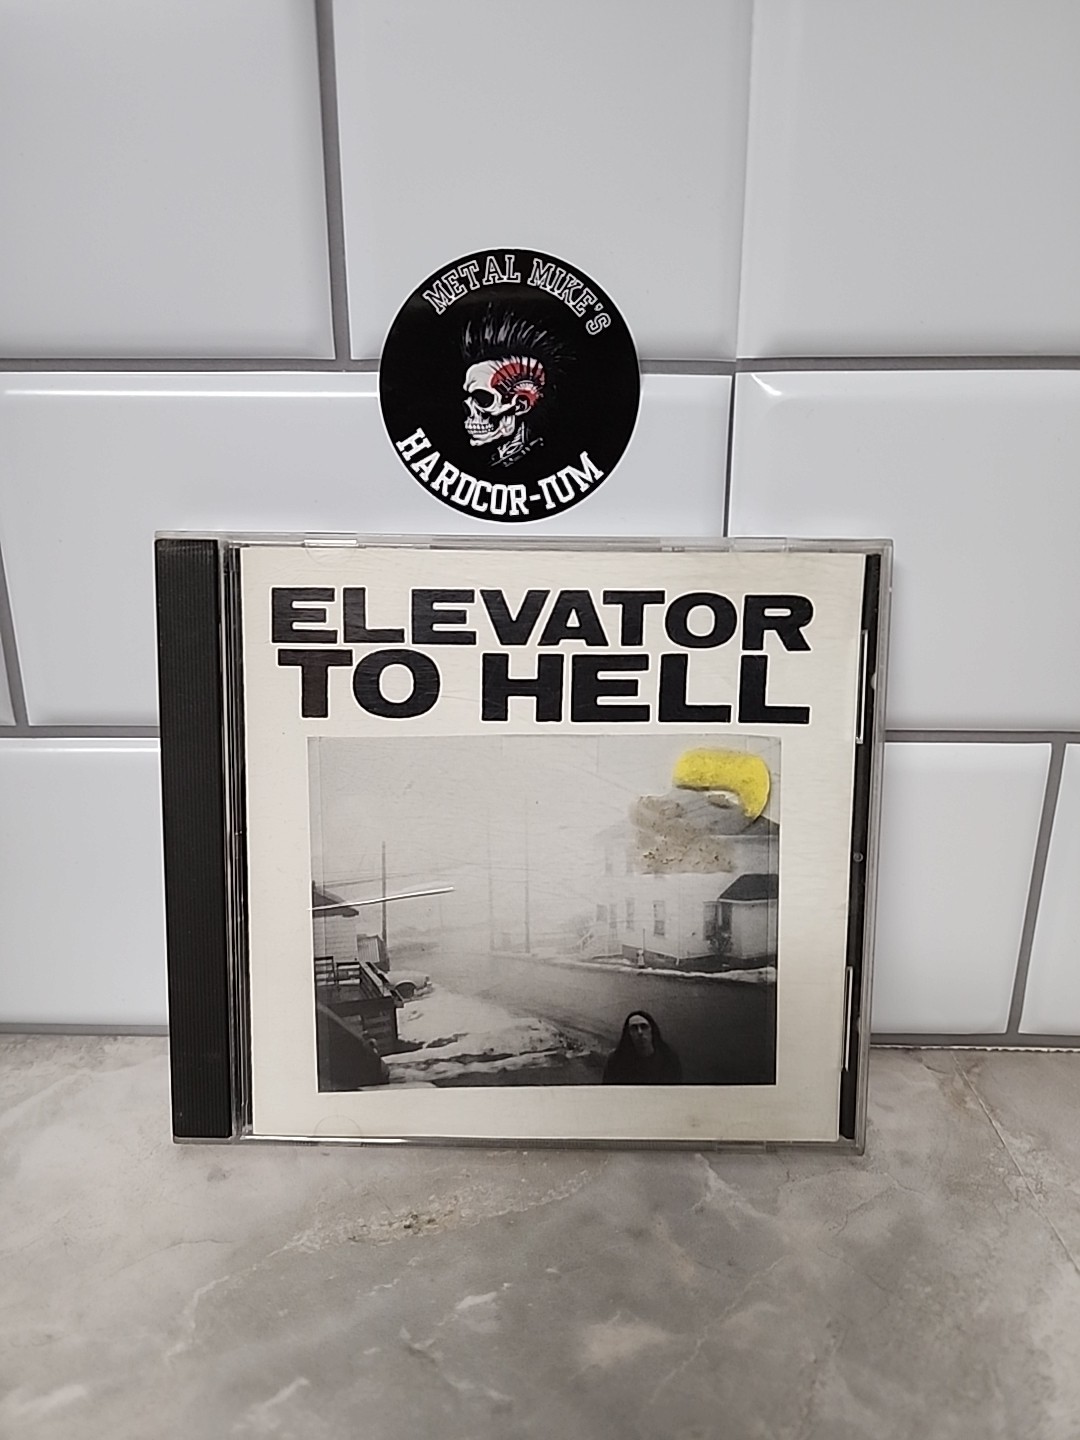 METAL MIKE'S
HARDCOR-IUM
ELEVATOR
TO HELL